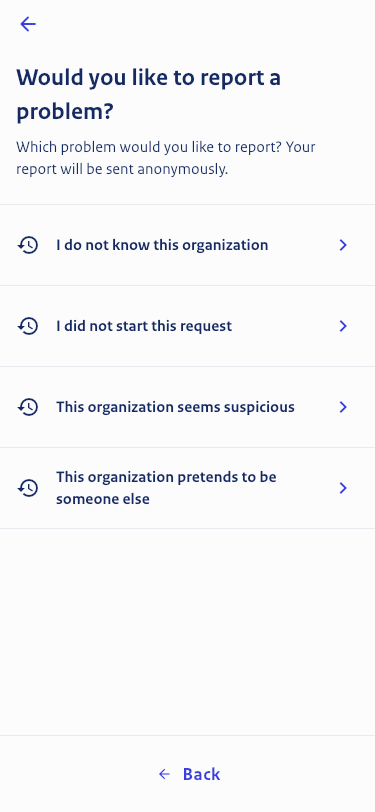 Would you like to report a
problem?
Which problem would you like to report? Your
report will be sent anonymously.
I do not know this organization
I did not start this request
This organization seems suspicious
This organization pretends to be
someone else
Back